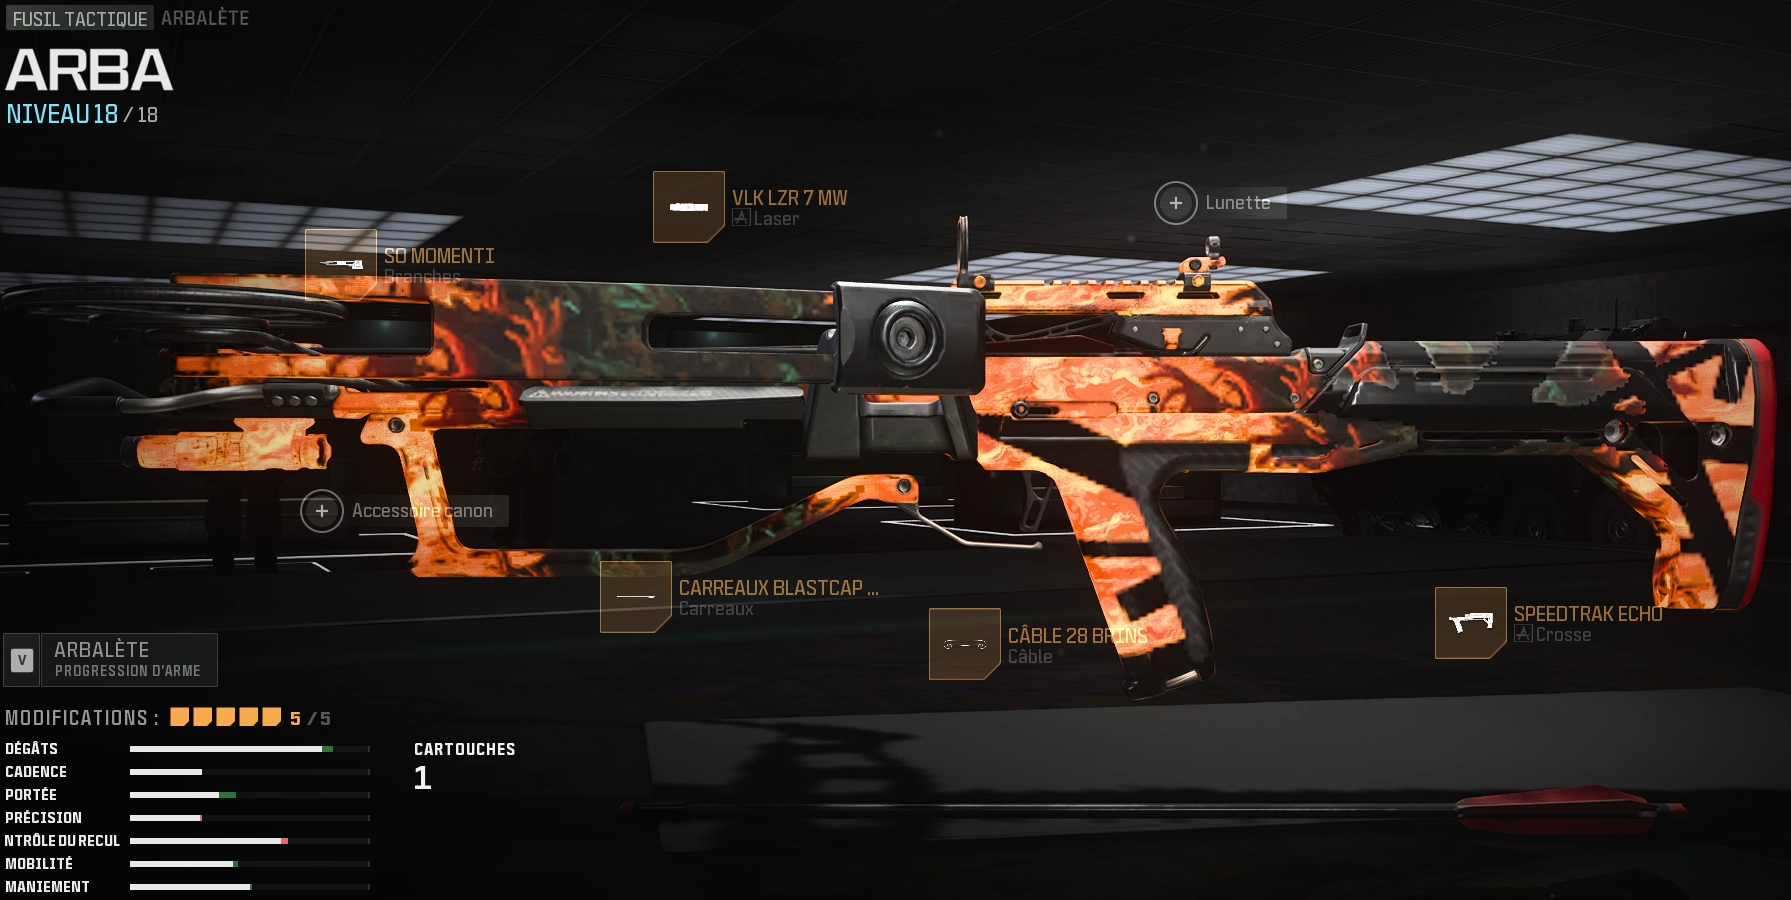 FUSIL TACTIQUE ARBALÈTE
ARBA
NIVEAU 18 / 18
VLK LZR 7 MW
Laser
Lunette
SO MOMENTI
Branches
Accessoire canon
CARREAUX BLASTCAP ...
Carreaux
CÂBLE 28 BRINS
Câble
SPEEDTRAK ECHO
Crosse
V
ARBALÈTE
PROGRESSION D'ARME
MODIFICATIONS : 5 / 5
DÉGÂTS
CADENCE
PORTÉE
PRÉCISION
NTRÔLE DU RECUL
MOBILITÉ
MANIEMENT
CARTOUCHES
1